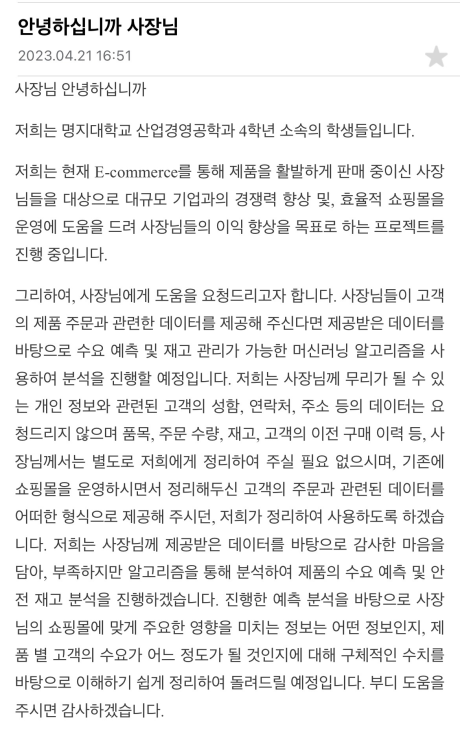 안녕하십니까 사장님
2023.04.21 16:51
사장님 안녕하십니까
저희는 명지대학교 산업경영공학과 4학년 소속의 학생들입니다.
저희는 현재 E-commerce를 통해 제품을 활발하게 판매 중이신 사장
님들을 대상으로 대규모 기업과의 경쟁력 향상 및, 효율적 쇼핑몰을
운영에 도움을 드려 사장님들의 이익 향상을 목표로 하는 프로젝트를
진행 중입니다.
그리하여, 사장님에게 도움을 요청드리고자 합니다. 사장님들이 고객
의 제품 주문과 관련한 데이터를 제공해 주신다면 제공받은 데이터를
바탕으로 수요 예측 및 재고 관리가 가능한 머신러닝 알고리즘을 사
용하여 분석을 진행할 예정입니다. 저희는 사장님께 무리가 될 수 있
는 개인 정보와 관련된 고객의 성함, 연락처, 주소 등의 데이터는 요
청드리지 않으며 품목, 주문 수량, 재고, 고객의 이전 구매 이력 등, 사
장님께서는 별도로 저희에게 정리하여 주실 필요 없으시며, 기존에
쇼핑몰을 운영하시면서 정리해두신 고객의 주문과 관련된 데이터를
어떠한 형식으로 제공해 주시던, 저희가 정리하여 사용하도록 하겠습
니다. 저희는 사장님께 제공받은 데이터를 바탕으로 감사한 마음을
담아, 부족하지만 알고리즘을 통해 분석하여 제품의 수요 예측 및 안
전 재고 분석을 진행하겠습니다. 진행한 예측 분석을 바탕으로 사장
님의 쇼핑몰에 맞게 주요한 영향을 미치는 정보는 어떤 정보인지, 제
품 별 고객의 수요가 어느 정도가 될 것인지에 대해 구체적인 수치를
바탕으로 이해하기 쉽게 정리하여 돌려드릴 예정입니다. 부디 도움을
주시면 감사하겠습니다.